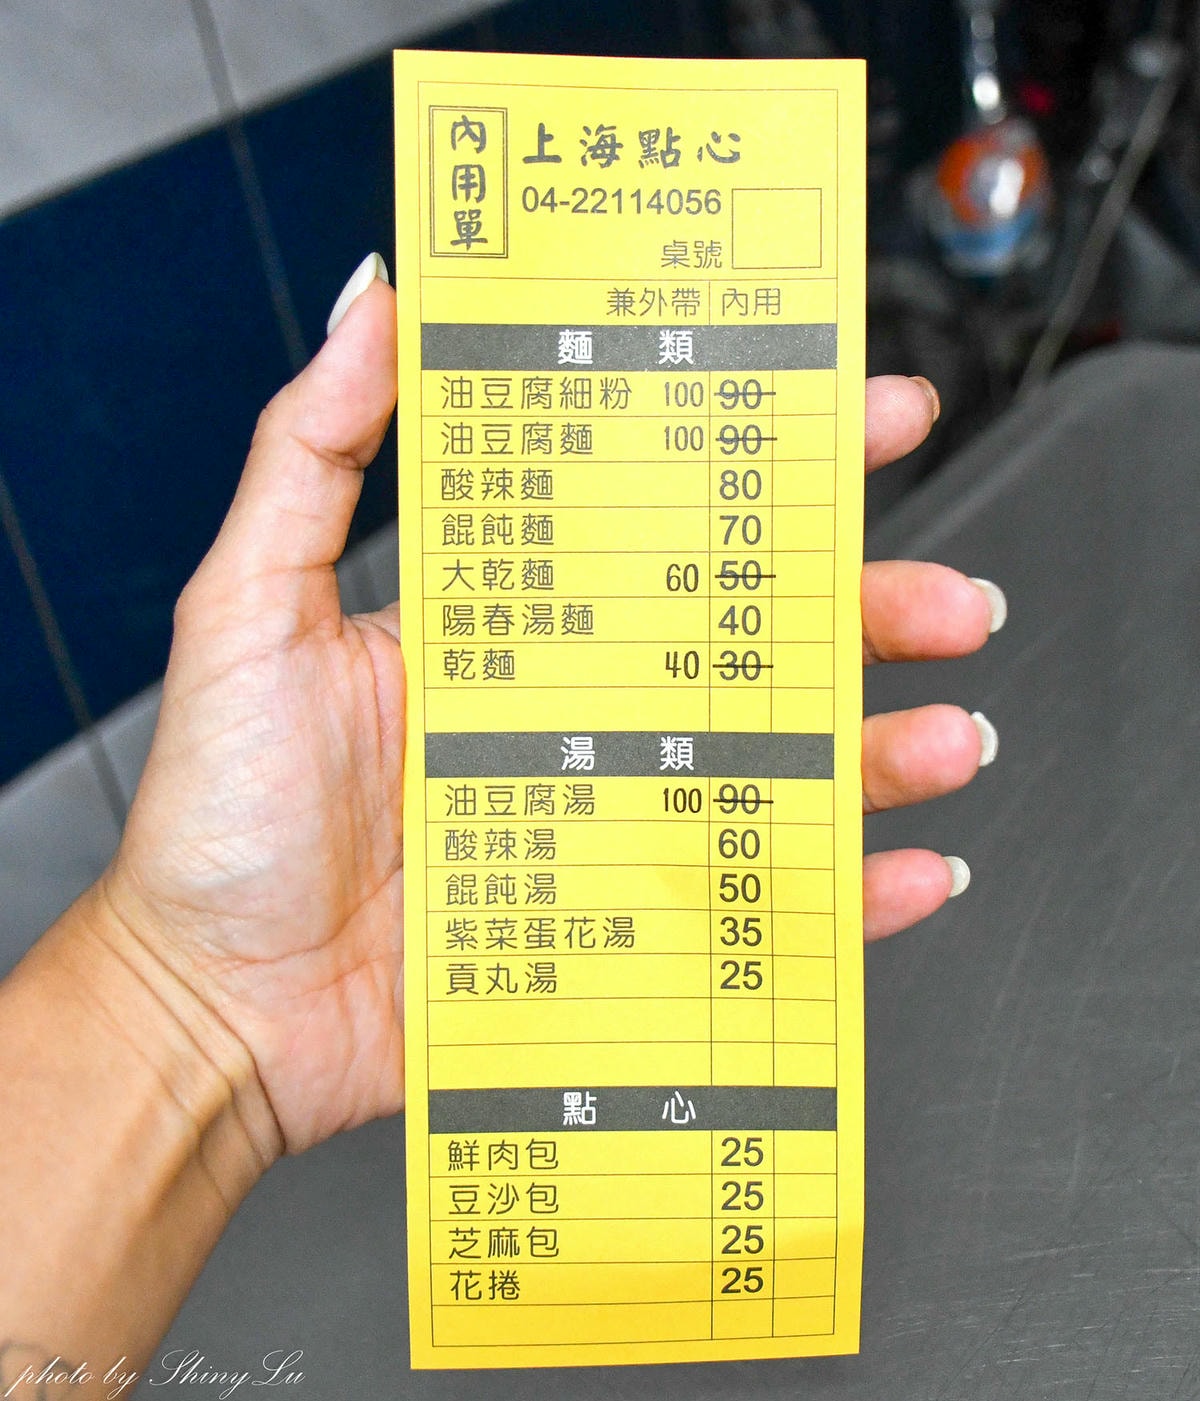 內用單
上海點心
04-22114056
桌號
兼外帶 內用
麵 類
油豆腐細粉 100 90
油豆腐麵 100 90
酸辣麵 80
餛飩麵 70
大乾麵 60 50
陽春湯麵 40
乾麵 40 30
湯 類
油豆腐湯 100 90
酸辣湯 60
餛飩湯 50
紫菜蛋花湯 35
貢丸湯 25
點 心
鮮肉包 25
豆沙包 25
芝麻包 25
花捲 25
photo by ShinyLu